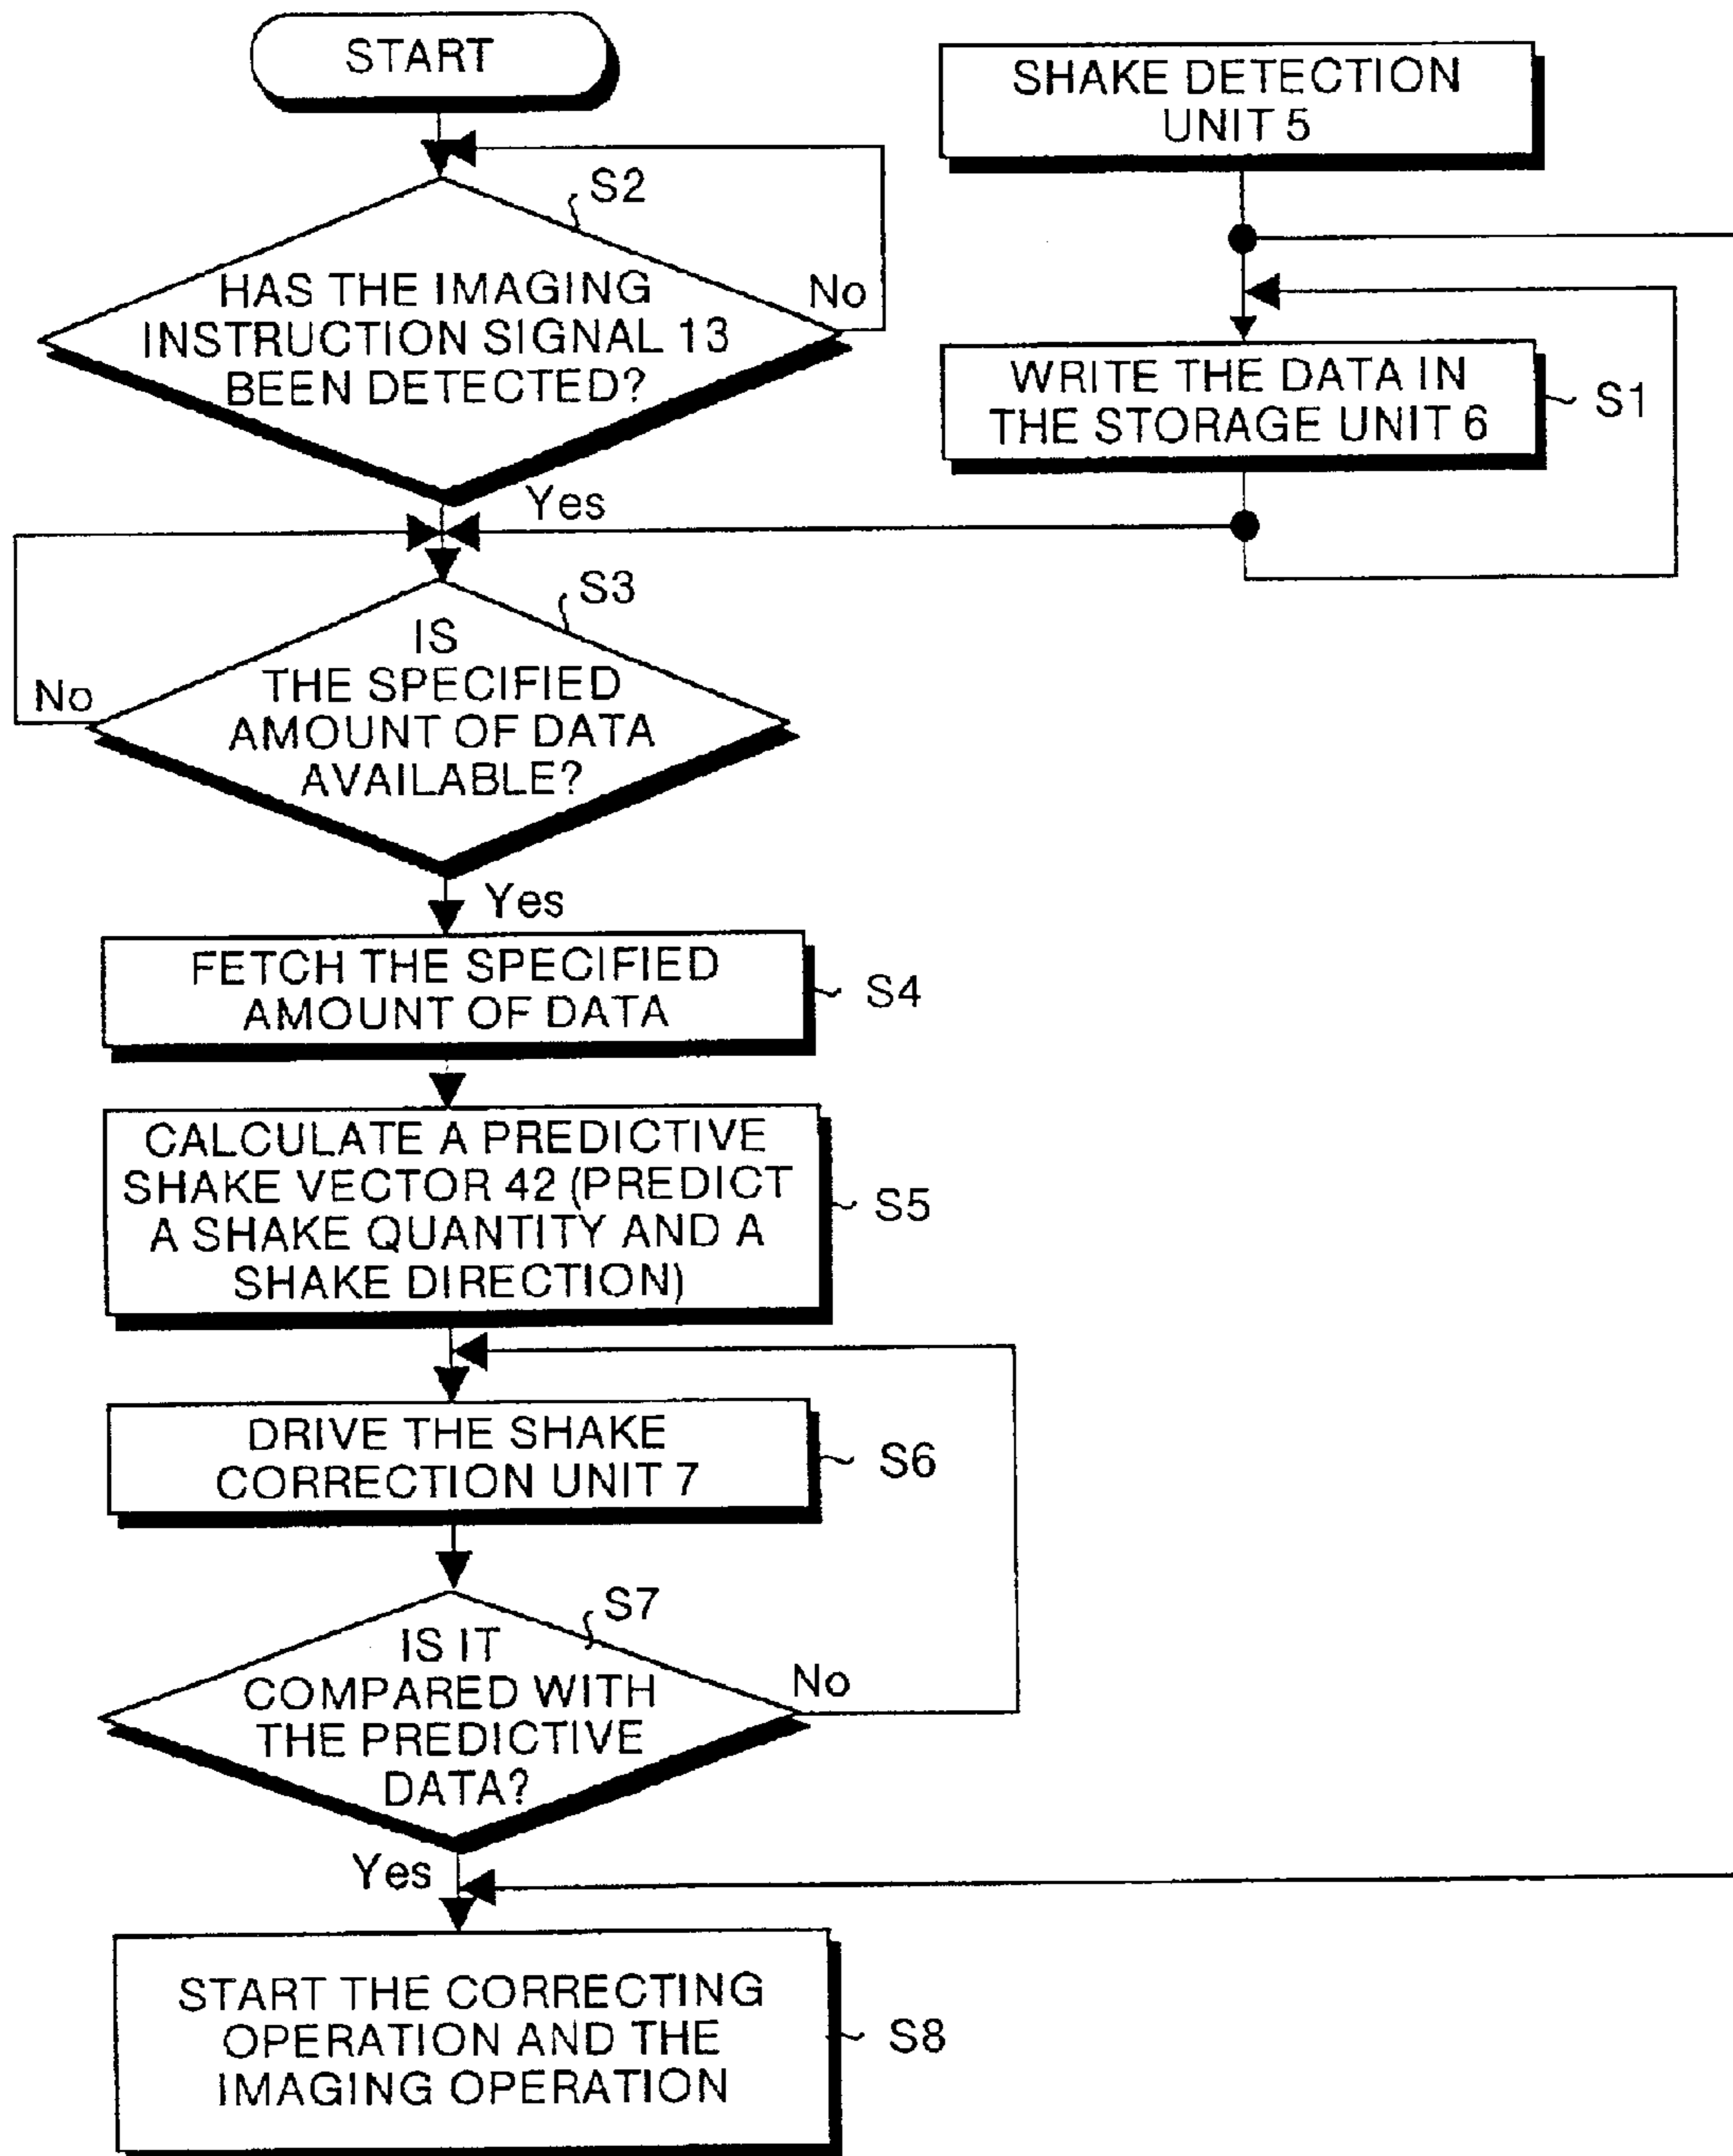 START
SHAKE DETECTION
UNIT 5
S2
HAS THE IMAGING
INSTRUCTION SIGNAL 13
BEEN DETECTED?
No
WRITE THE DATA IN
THE STORAGE UNIT 6
S1
Yes
S3
IS
THE SPECIFIED
AMOUNT OF DATA
AVAILABLE?
No
Yes
FETCH THE SPECIFIED
AMOUNT OF DATA
S4
CALCULATE A PREDICTIVE
SHAKE VECTOR 42 (PREDICT
A SHAKE QUANTITY AND A
SHAKE DIRECTION)
S5
DRIVE THE SHAKE
CORRECTION UNIT 7
S6
S7
IS IT
COMPARED WITH
THE PREDICTIVE
DATA?
No
Yes
START THE CORRECTING
OPERATION AND THE
IMAGING OPERATION
S8